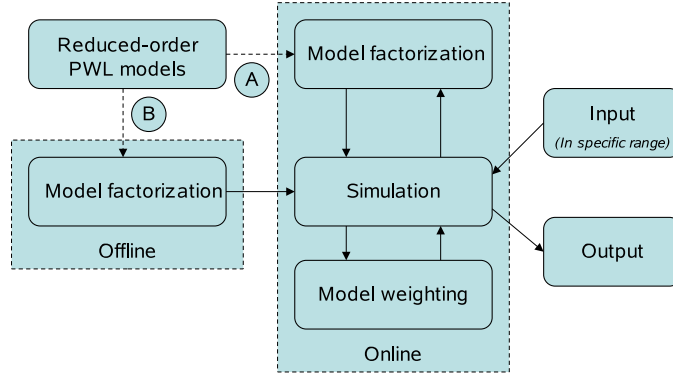 Reduced-order
PWL models
A
B
Model factorization
Model factorization
Simulation
Input
(In specific range)
Offline
Model weighting
Output
Online